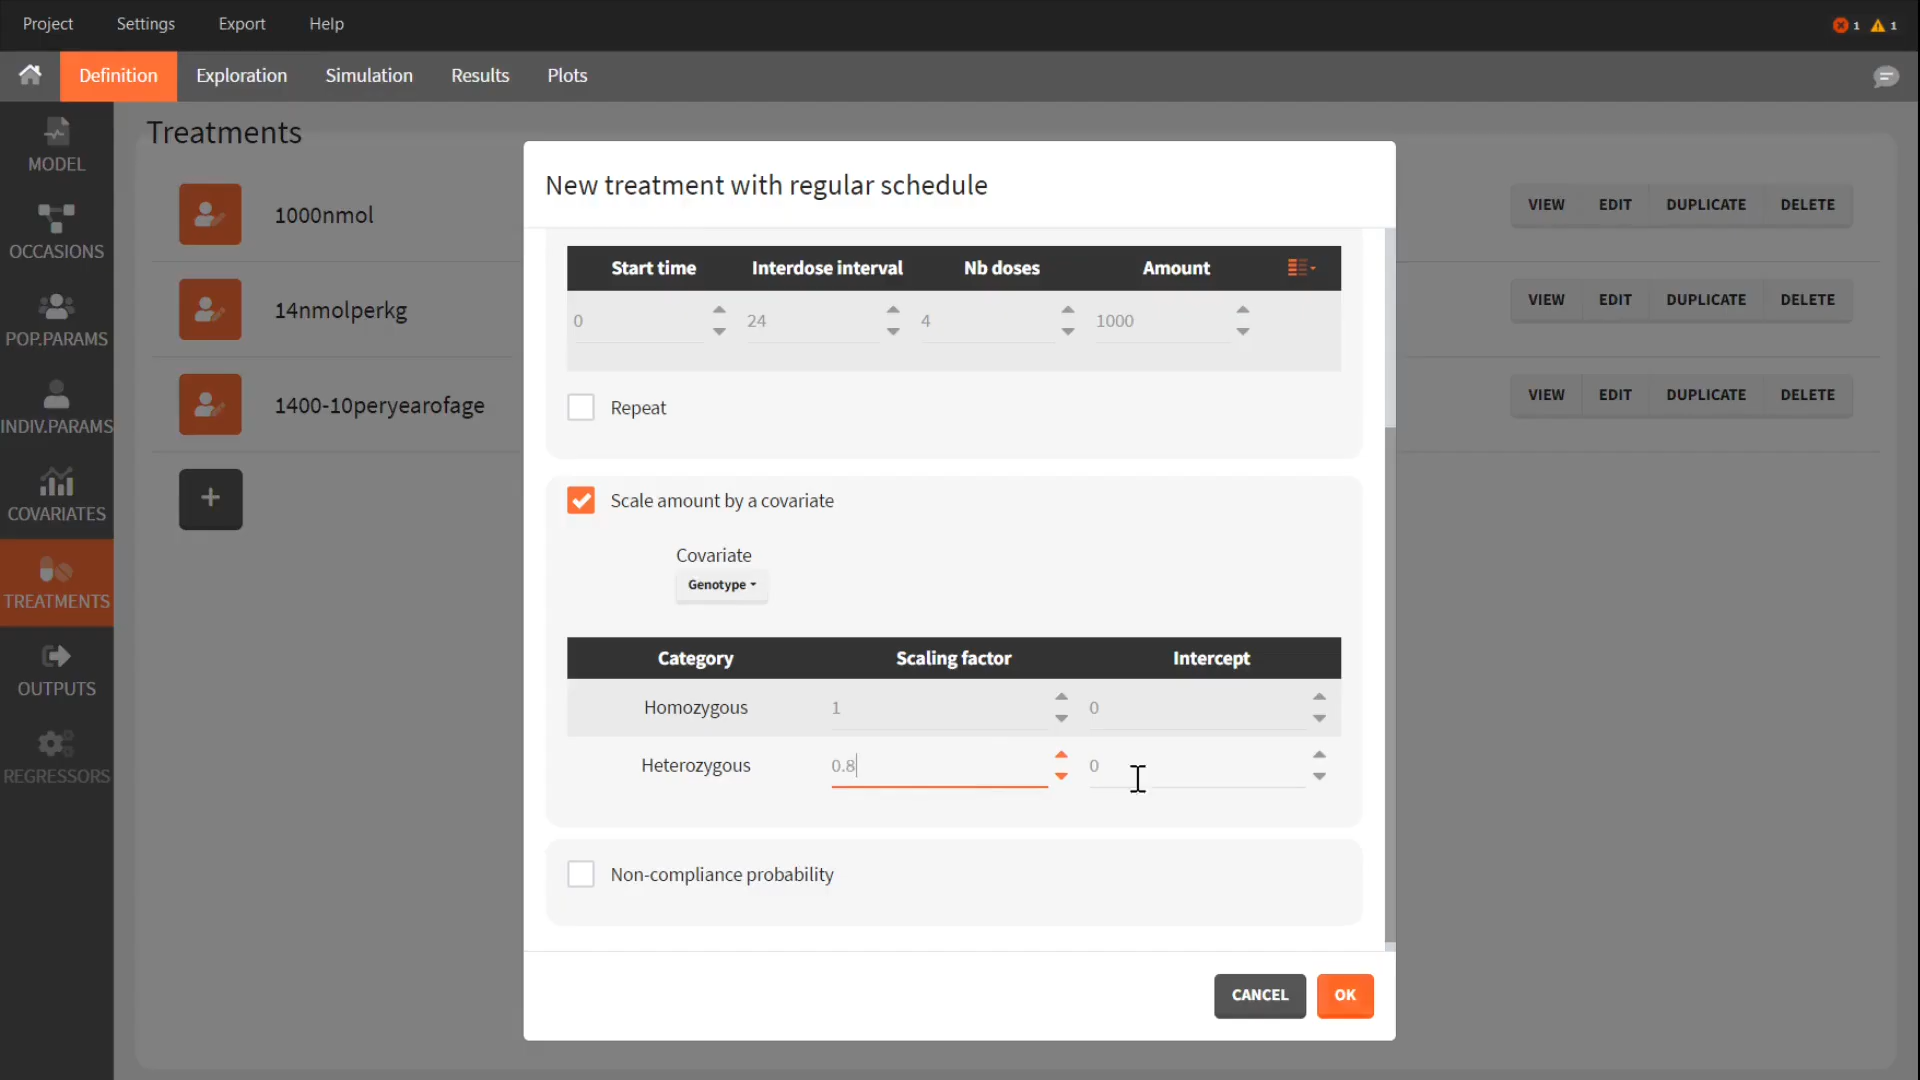 Project Settings Export Help 1 1
Definition Exploration Simulation Results Plots
MODEL
OCCASIONS
POP.PARAMS
INDIV.PARAMS
COVARIATES
TREATMENTS
OUTPUTS
REGRESSORS
Treatments
1000nmol VIEW EDIT DUPLICATE DELETE
14nmolperkg VIEW EDIT DUPLICATE DELETE
1400-10peryearofage VIEW EDIT DUPLICATE DELETE
+
New treatment with regular schedule
Start time Interdose interval Nb doses Amount
0 24 4 1000
Repeat
Scale amount by a covariate
Covariate
Genotype
Category Scaling factor Intercept
Homozygous 1 0
Heterozygous 0.8 0
Non-compliance probability
CANCEL OK